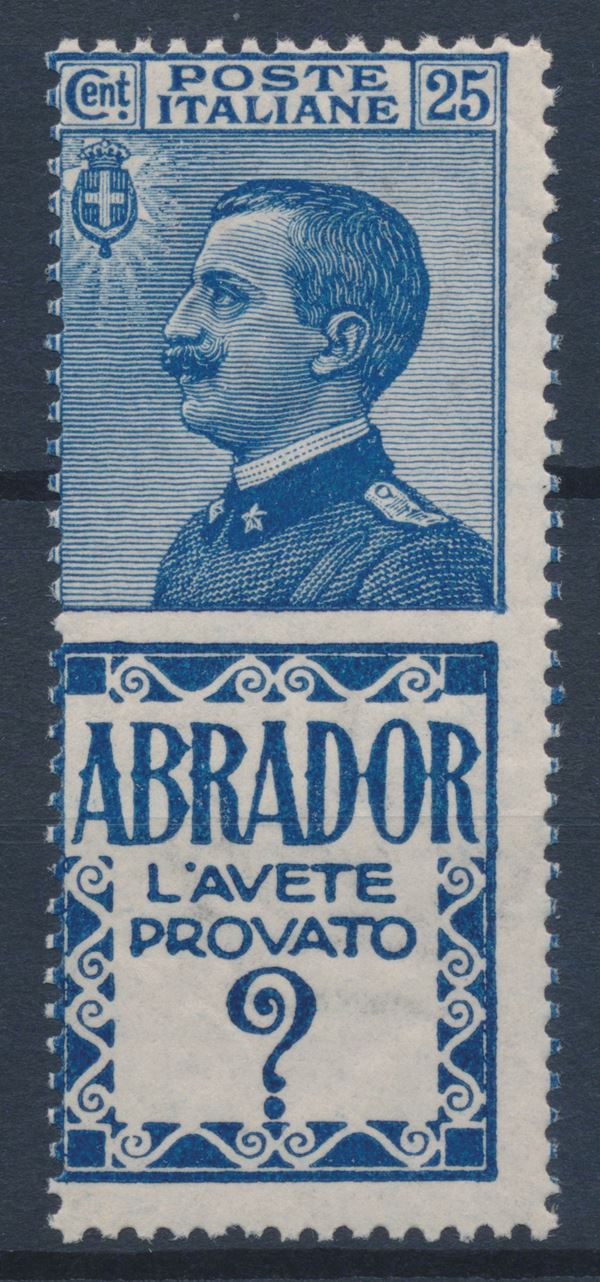 Cent. POSTE ITALIANE 25
ABRADOR
L'AVETE
PROVATO
?